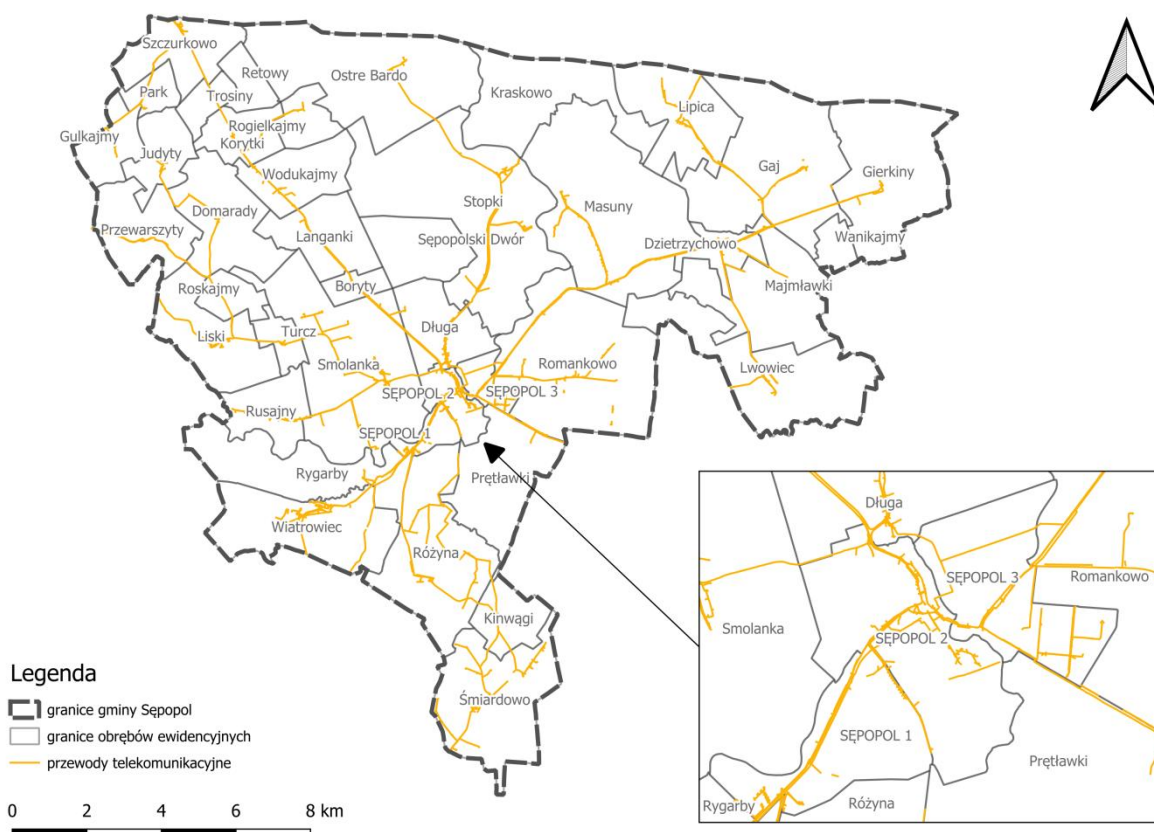 Szczurkowo
Retowy
Ostre Bardo
Kraskowo
Park
Trosiny
Lipica
Gulkajmy
Rogielkajmy
Korytki
Judyty
Wodukajmy
Gaj
Gierkiny
Stopki
Masuny
Domarady
Przewarszyty
Langanki
Sępopolski Dwór
Dzietrzychowo
Wanikajmy
Roskajmy
Boryty
Majmławki
Długa
Liski
Turcz
Smolanka
Romankowo
Lwowiec
SĘPOPOL 2
SĘPOPOL 3
Rusajny
SĘPOPOL 1
Rygarby
Prętławki
Wiatrowiec
Różyna
Kinwągi
Śmiardowo
Długa
SĘPOPOL 3
Romankowo
Smolanka
SĘPOPOL 2
SĘPOPOL 1
Prętławki
Rygarby
Różyna
Legenda
granice gminy Sępopol
granice obrębów ewidencyjnych
przewody telekomunikacyjne
0 2 4 6 8 km